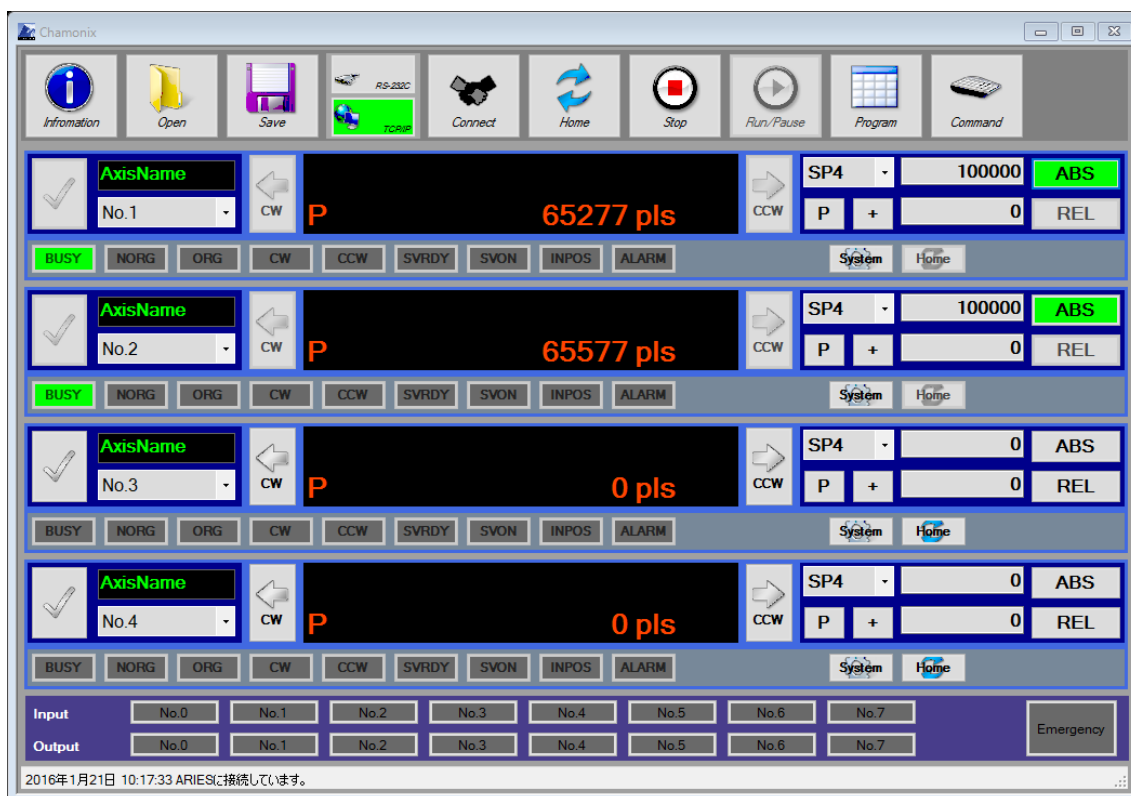 Chamonix
Infromation Open Save RS-232C TCP/IP Connect Home Stop Run/Pause Program Command
AxisName SP4 100000 ABS
No.1 CW P 65277 pls CCW P + 0 REL
BUSY NORG ORG CW CCW SVRDY SVON INPOS ALARM System Home
AxisName SP4 100000 ABS
No.2 CW P 65577 pls CCW P + 0 REL
BUSY NORG ORG CW CCW SVRDY SVON INPOS ALARM System Home
AxisName SP4 0 ABS
No.3 CW P 0 pls CCW P + 0 REL
BUSY NORG ORG CW CCW SVRDY SVON INPOS ALARM System Home
AxisName SP4 0 ABS
No.4 CW P 0 pls CCW P + 0 REL
BUSY NORG ORG CW CCW SVRDY SVON INPOS ALARM System Home
Input No.0 No.1 No.2 No.3 No.4 No.5 No.6 No.7
Emergency
Output No.0 No.1 No.2 No.3 No.4 No.5 No.6 No.7
2016年1月21日 10:17:33 ARIESに接続しています。